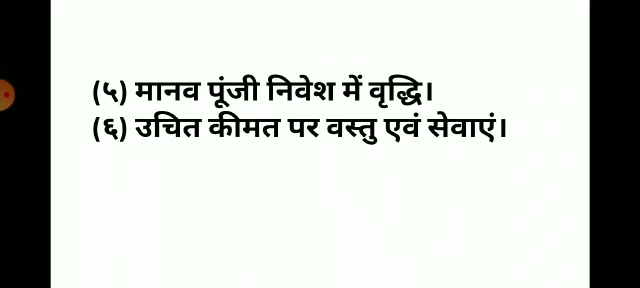 (५) मानव पूंजी निवेश में वृद्धि।
(६) उचित कीमत पर वस्तु एवं सेवाएं।